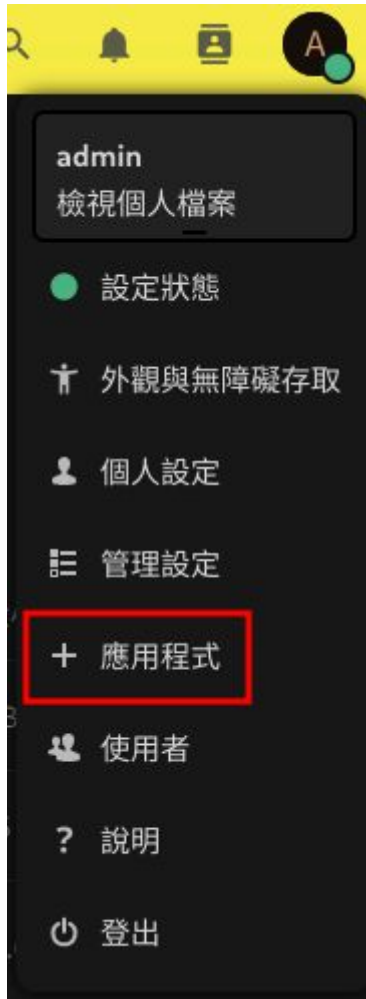 A
admin
檢視個人檔案
設定狀態
外觀與無障礙存取
個人設定
管理設定
+ 應用程式
使用者
? 說明
登出